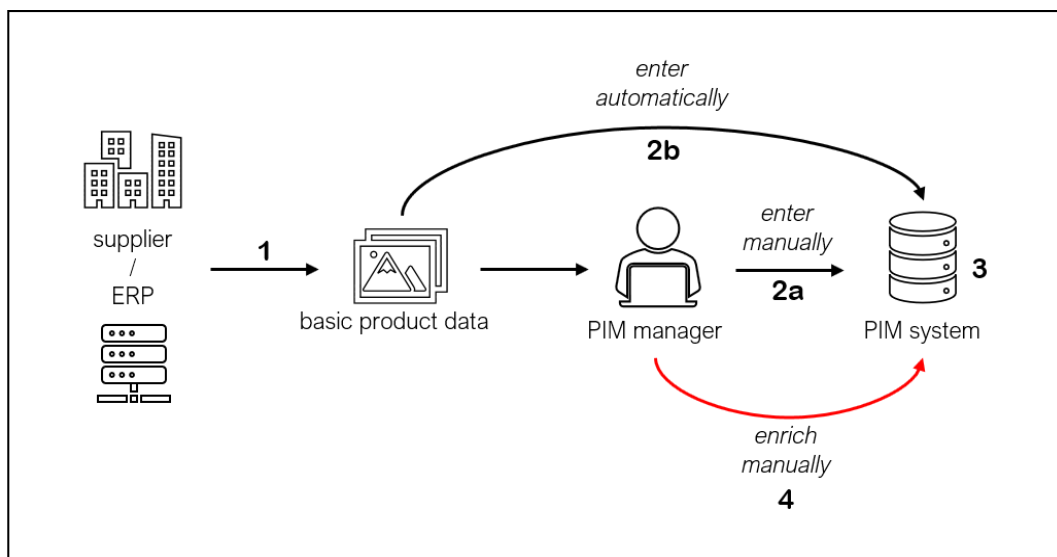 enter
automatically
2b
supplier
/
ERP
1
basic product data
PIM manager
enter
manually
2a
PIM system
3
enrich
manually
4